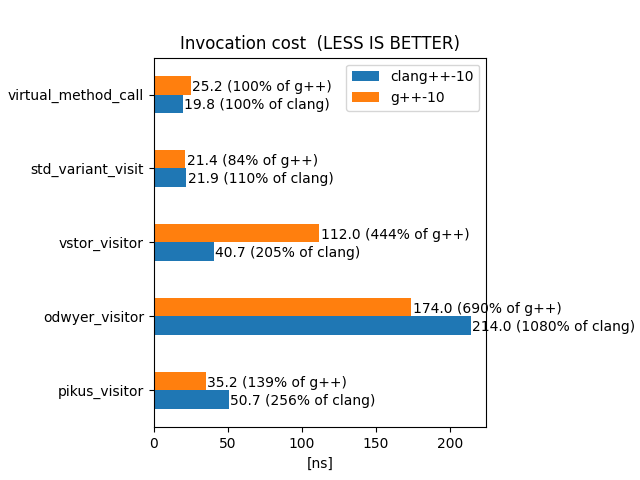 Invocation cost  (LESS IS BETTER)
clang++-10
g++-10
virtual_method_call
25.2 (100% of g++)
19.8 (100% of clang)
std_variant_visit
21.4 (84% of g++)
21.9 (110% of clang)
vstor_visitor
112.0 (444% of g++)
40.7 (205% of clang)
odwyer_visitor
174.0 (690% of g++)
214.0 (1080% of clang)
pikus_visitor
35.2 (139% of g++)
50.7 (256% of clang)
0 50 100 150 200
[ns]